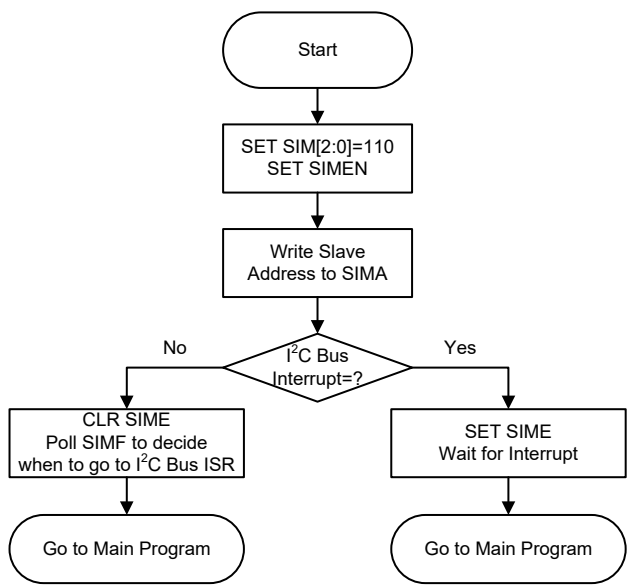 Start
SET SIM[2:0]=110
SET SIMEN
Write Slave
Address to SIMA
I²C Bus
Interrupt=?
No
Yes
CLR SIME
Poll SIMF to decide
when to go to I²C Bus ISR
SET SIME
Wait for Interrupt
Go to Main Program
Go to Main Program